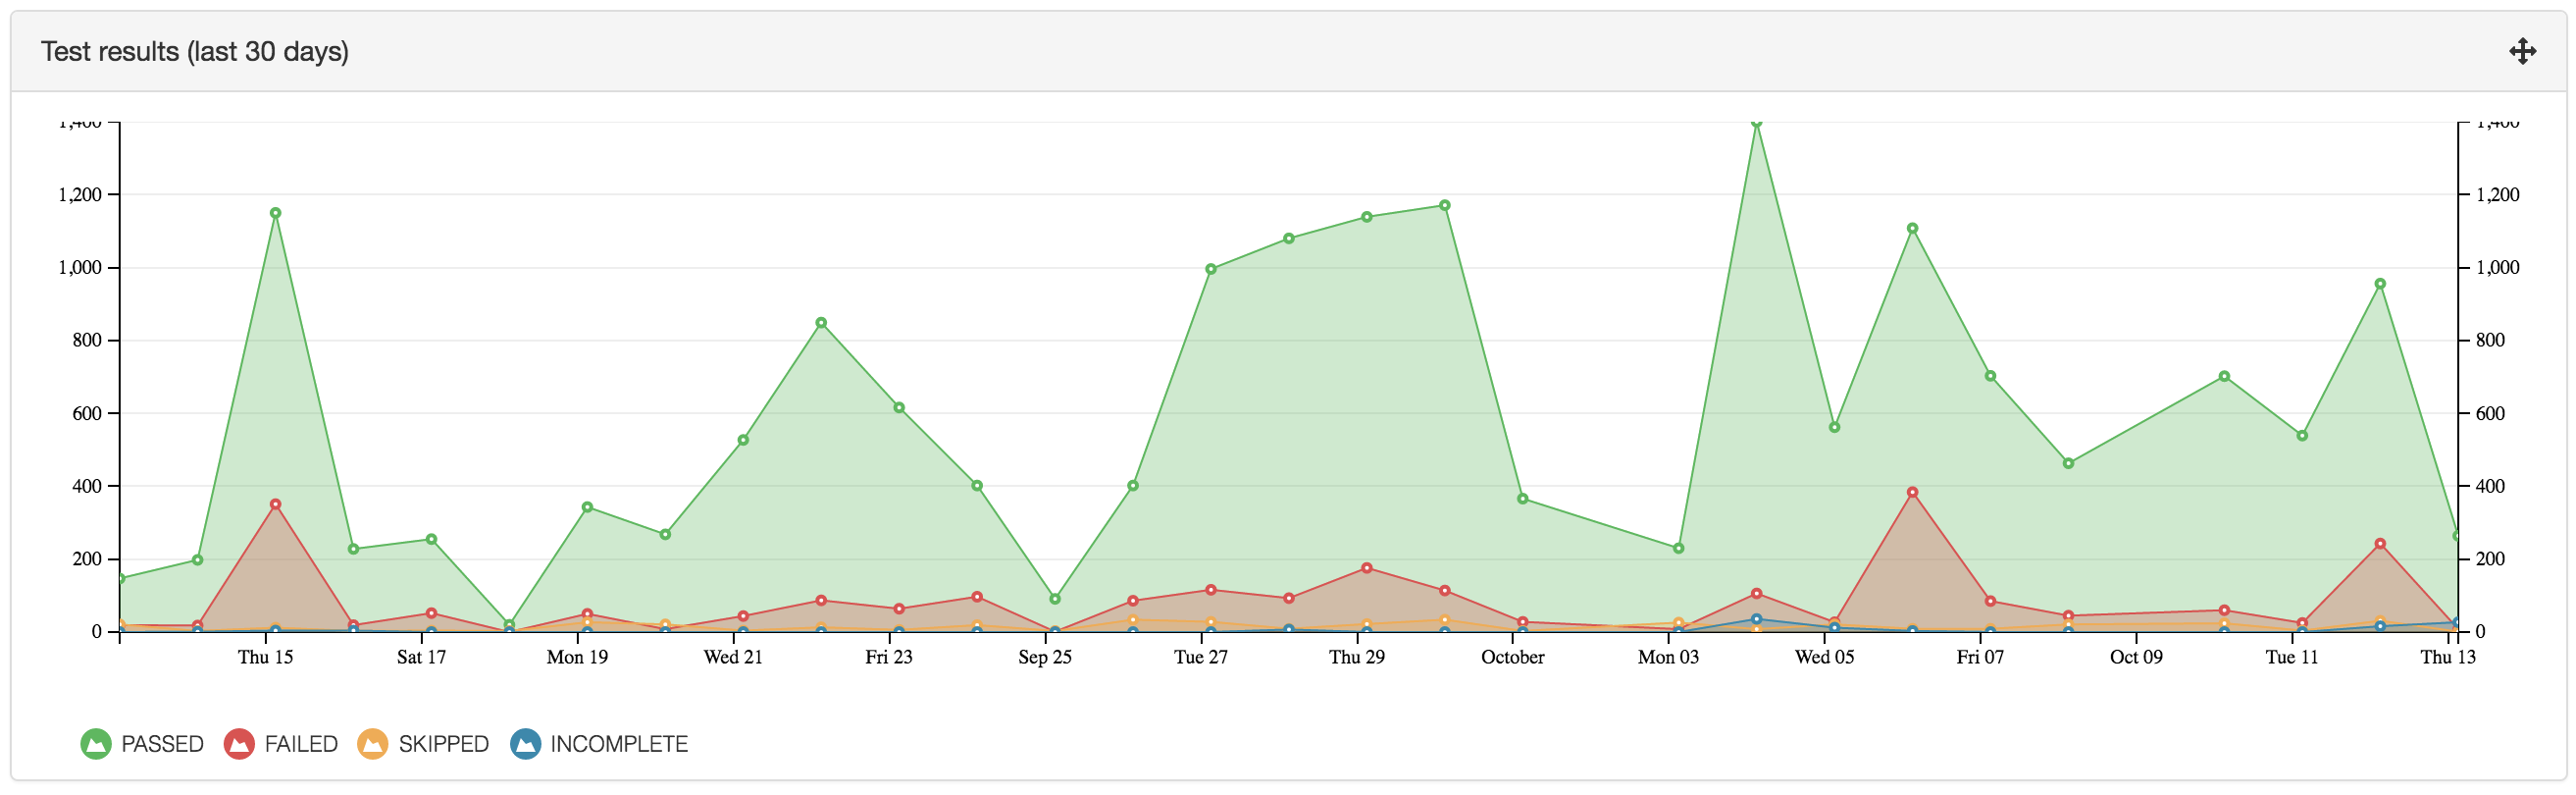 Test results (last 30 days)
1,400 1,400
1,200 1,200
1,000 1,000
800 800
600 600
400 400
200 200
0 0
Thu 15 Sat 17 Mon 19 Wed 21 Fri 23 Sep 25 Tue 27 Thu 29 October Mon 03 Wed 05 Fri 07 Oct 09 Tue 11 Thu 13
PASSED FAILED SKIPPED INCOMPLETE